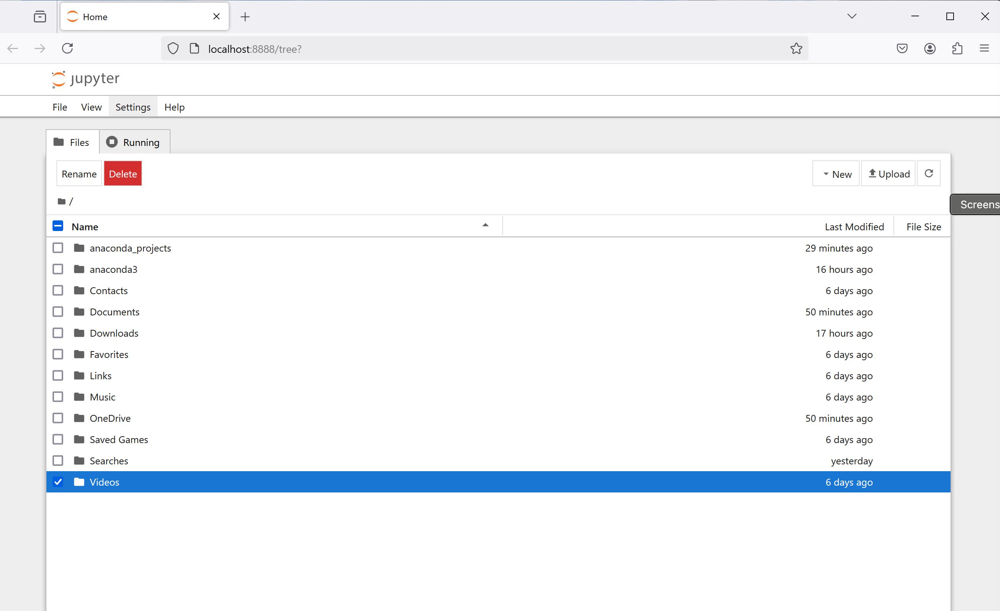 Home
localhost:8888/tree?
jupyter
File View Settings Help
Files Running
Rename Delete New Upload
/
Screens
Name Last Modified File Size
anaconda_projects 29 minutes ago
anaconda3 16 hours ago
Contacts 6 days ago
Documents 50 minutes ago
Downloads 17 hours ago
Favorites 6 days ago
Links 6 days ago
Music 6 days ago
OneDrive 50 minutes ago
Saved Games 6 days ago
Searches yesterday
Videos 6 days ago